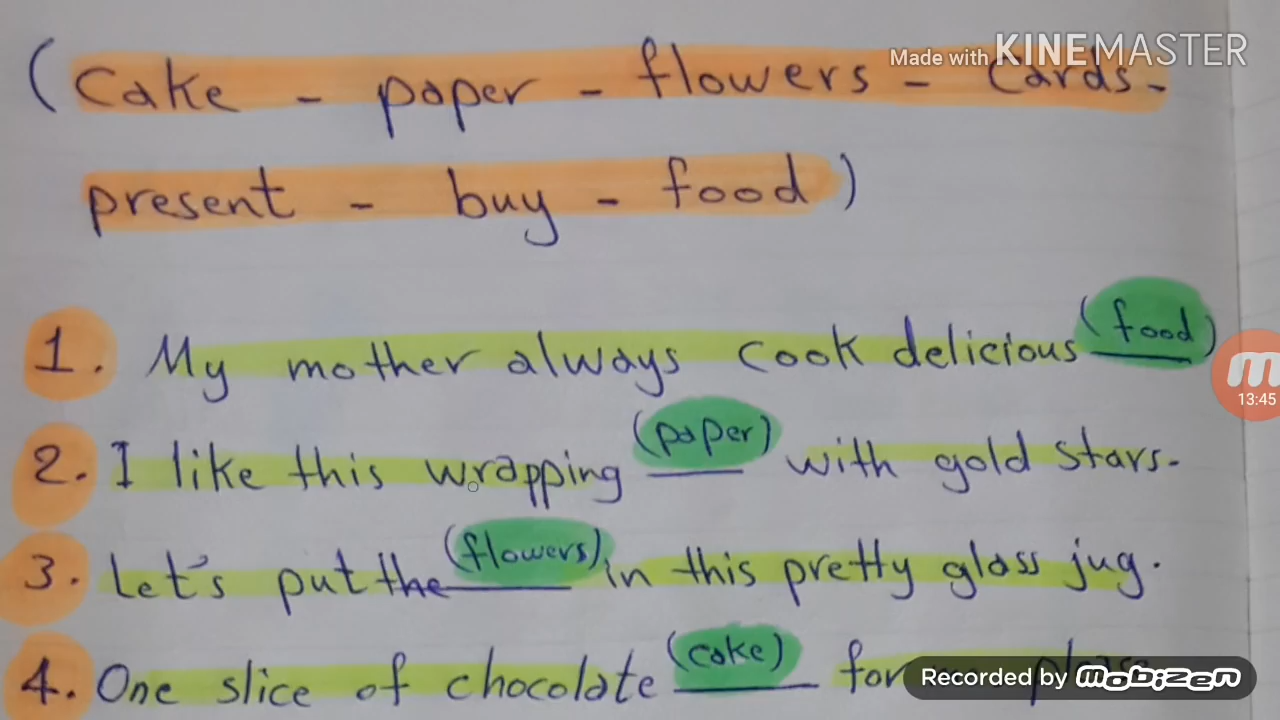 Made with KINEMASTER
(Cake - paper - flowers - cards -
present - buy - food)
1. My mother always cook delicious (food)
13:45
2. I like this wrapping (paper) with gold stars.
3. Let's put the (flowers) in this pretty glass jug.
4. One slice of chocolate (cake) for
Recorded by mobizen